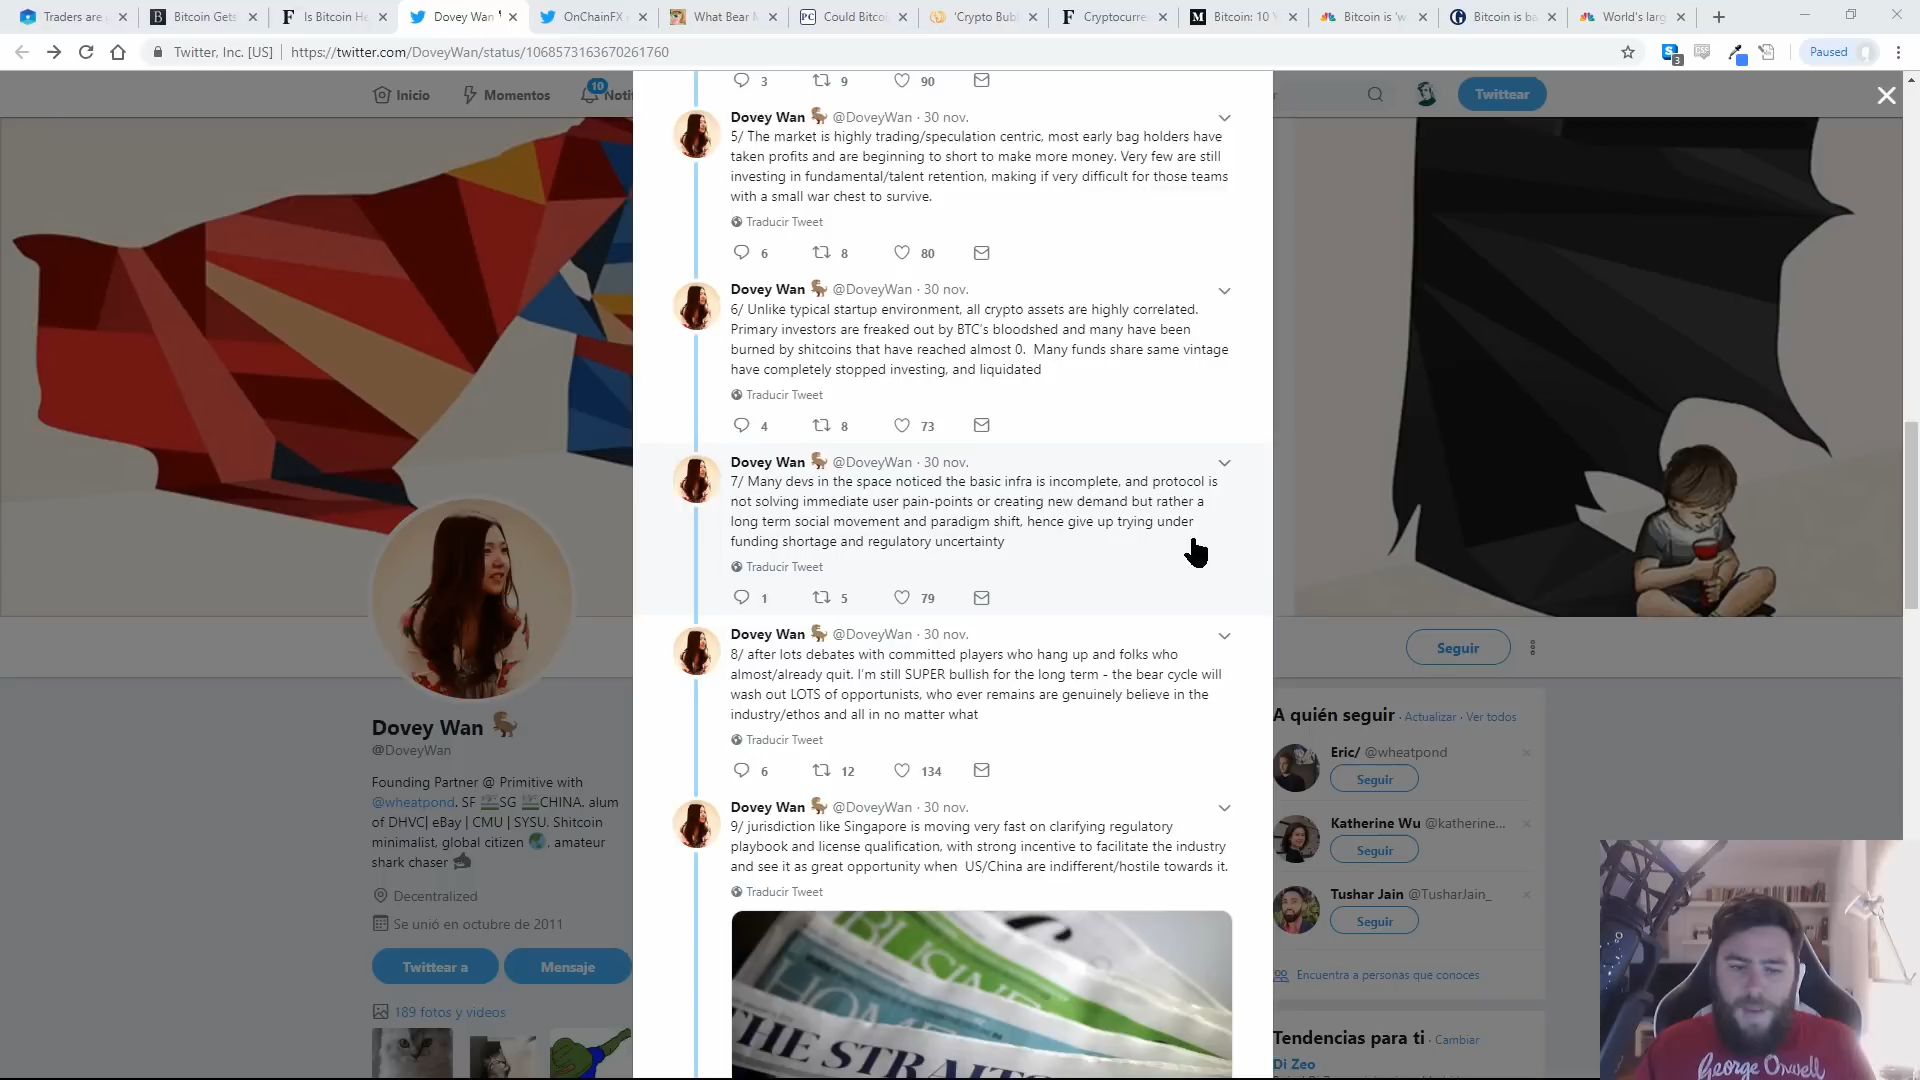 Traders are
Bitcoin Gets
Is Bitcoin He
Dovey Wan
OnChainFX
What Bear M
Could Bitco
'Crypto Bub
Cryptocurre
Bitcoin: 10 Y
Bitcoin is 'w
Bitcoin is ba
World's larg
Twitter, Inc. [US] | https://twitter.com/DoveyWan/status/1068573163670261760
3
Paused
Inicio
Momentos
10
Noti
Twittear
3 9 90
Dovey Wan @DoveyWan · 30 nov.
5/ The market is highly trading/speculation centric, most early bag holders have
taken profits and are beginning to short to make more money. Very few are still
investing in fundamental/talent retention, making if very difficult for those teams
with a small war chest to survive.
Traducir Tweet
6 8 80
Dovey Wan @DoveyWan · 30 nov.
6/ Unlike typical startup environment, all crypto assets are highly correlated.
Primary investors are freaked out by BTC's bloodshed and many have been
burned by shitcoins that have reached almost 0. Many funds share same vintage
have completely stopped investing, and liquidated
Traducir Tweet
4 8 73
Dovey Wan @DoveyWan · 30 nov.
7/ Many devs in the space noticed the basic infra is incomplete, and protocol is
not solving immediate user pain-points or creating new demand but rather a
long term social movement and paradigm shift, hence give up trying under
funding shortage and regulatory uncertainty
Traducir Tweet
1 5 79
Dovey Wan @DoveyWan · 30 nov.
8/ after lots debates with committed players who hang up and folks who
almost/already quit. I'm still SUPER bullish for the long term - the bear cycle will
wash out LOTS of opportunists, who ever remains are genuinely believe in the
industry/ethos and all in no matter what
Traducir Tweet
6 12 134
Dovey Wan @DoveyWan · 30 nov.
9/ jurisdiction like Singapore is moving very fast on clarifying regulatory
playbook and license qualification, with strong incentive to facilitate the industry
and see it as great opportunity when US/China are indifferent/hostile towards it.
Traducir Tweet
BUSINE
HOME
THE STRAITS
Dovey Wan
@DoveyWan
Founding Partner @ Primitive with
@wheatpond. SF SG CHINA. alum
of DHVC| eBay | CMU | SYSU. Shitcoin
minimalist, global citizen , amateur
shark chaser
Decentralized
Se unió en octubre de 2011
Twittear a
Mensaje
189 fotos y videos
Seguir
A quién seguir · Actualizar · Ver todos
Eric/ @wheatpond
Seguir
Katherine Wu @katherine...
Seguir
Tushar Jain @TusharJain_
Seguir
Encuentra a personas que conoces
Tendencias para ti · Cambiar
Di Zeo
George Orwell